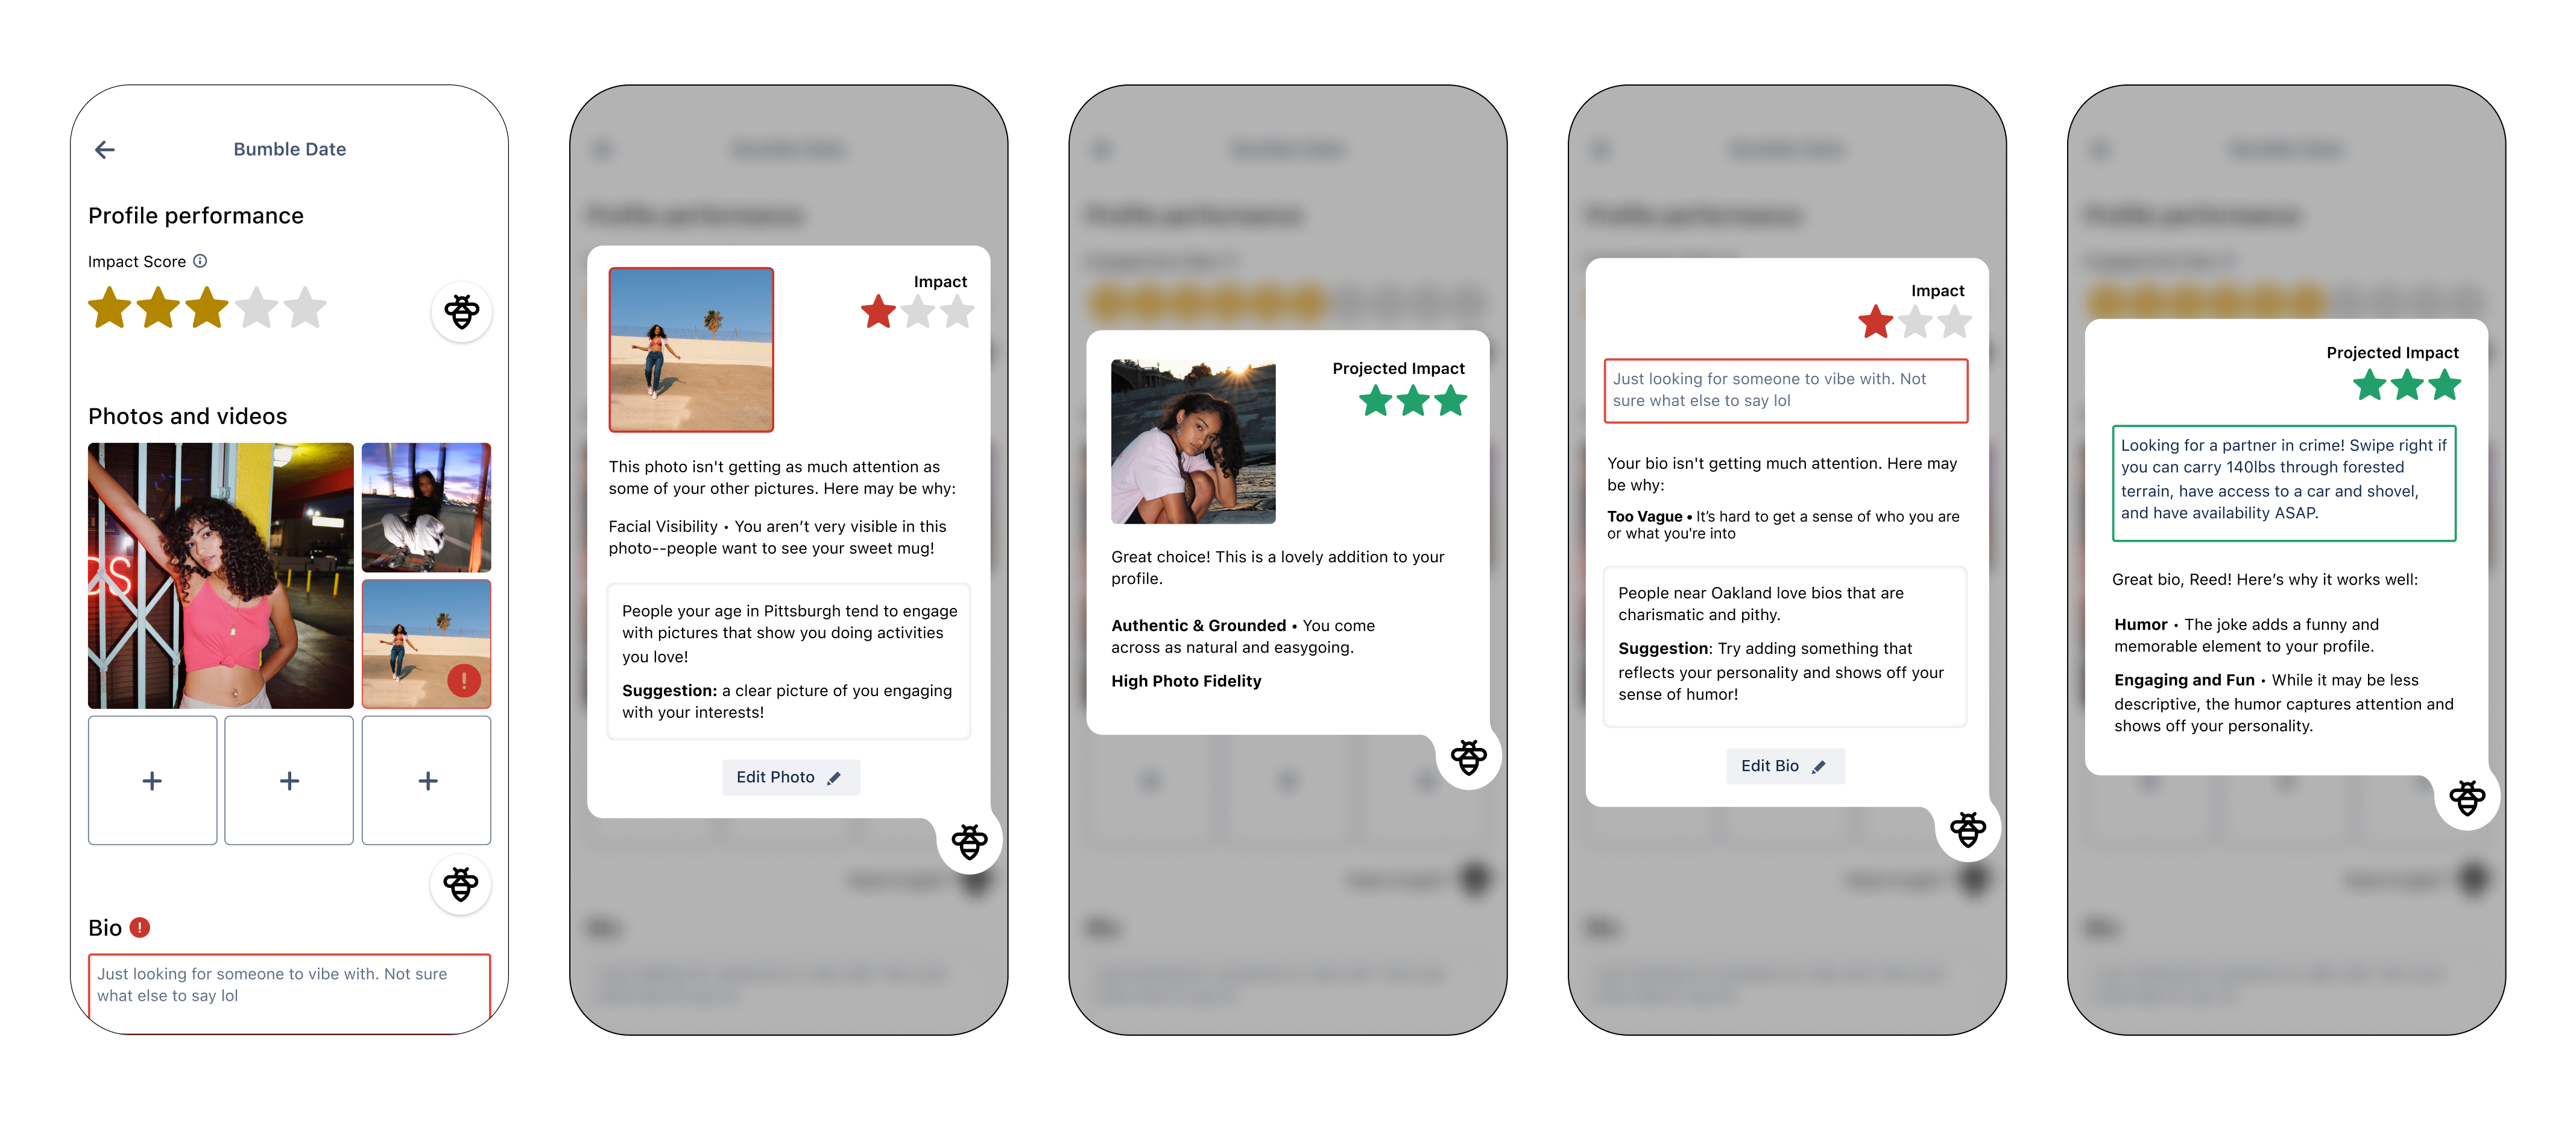 Bumble Date
Profile performance
Impact Score
Photos and videos
Bio
Just looking for someone to vibe with. Not sure
what else to say lol
Impact
This photo isn't getting as much attention as
some of your other pictures. Here may be why:
Facial Visibility • You aren’t very visible in this
photo--people want to see your sweet mug!
People your age in Pittsburgh tend to engage
with pictures that show you doing activities
you love!
Suggestion: a clear picture of you engaging
with your interests!
Edit Photo
Projected Impact
Great choice! This is a lovely addition to your
profile.
Authentic & Grounded • You come
across as natural and easygoing.
High Photo Fidelity
Impact
Just looking for someone to vibe with. Not
sure what else to say lol
Your bio isn't getting much attention. Here may
be why:
Too Vague • It’s hard to get a sense of who you are
or what you're into
People near Oakland love bios that are
charismatic and pithy.
Suggestion: Try adding something that
reflects your personality and shows off your
sense of humor!
Edit Bio
Projected Impact
Looking for a partner in crime! Swipe right if
you can carry 140lbs through forested
terrain, have access to a car and shovel,
and have availability ASAP.
Great bio, Reed! Here’s why it works well:
Humor • The joke adds a funny and
memorable element to your profile.
Engaging and Fun • While it may be less
descriptive, the humor captures attention and
shows off your personality.